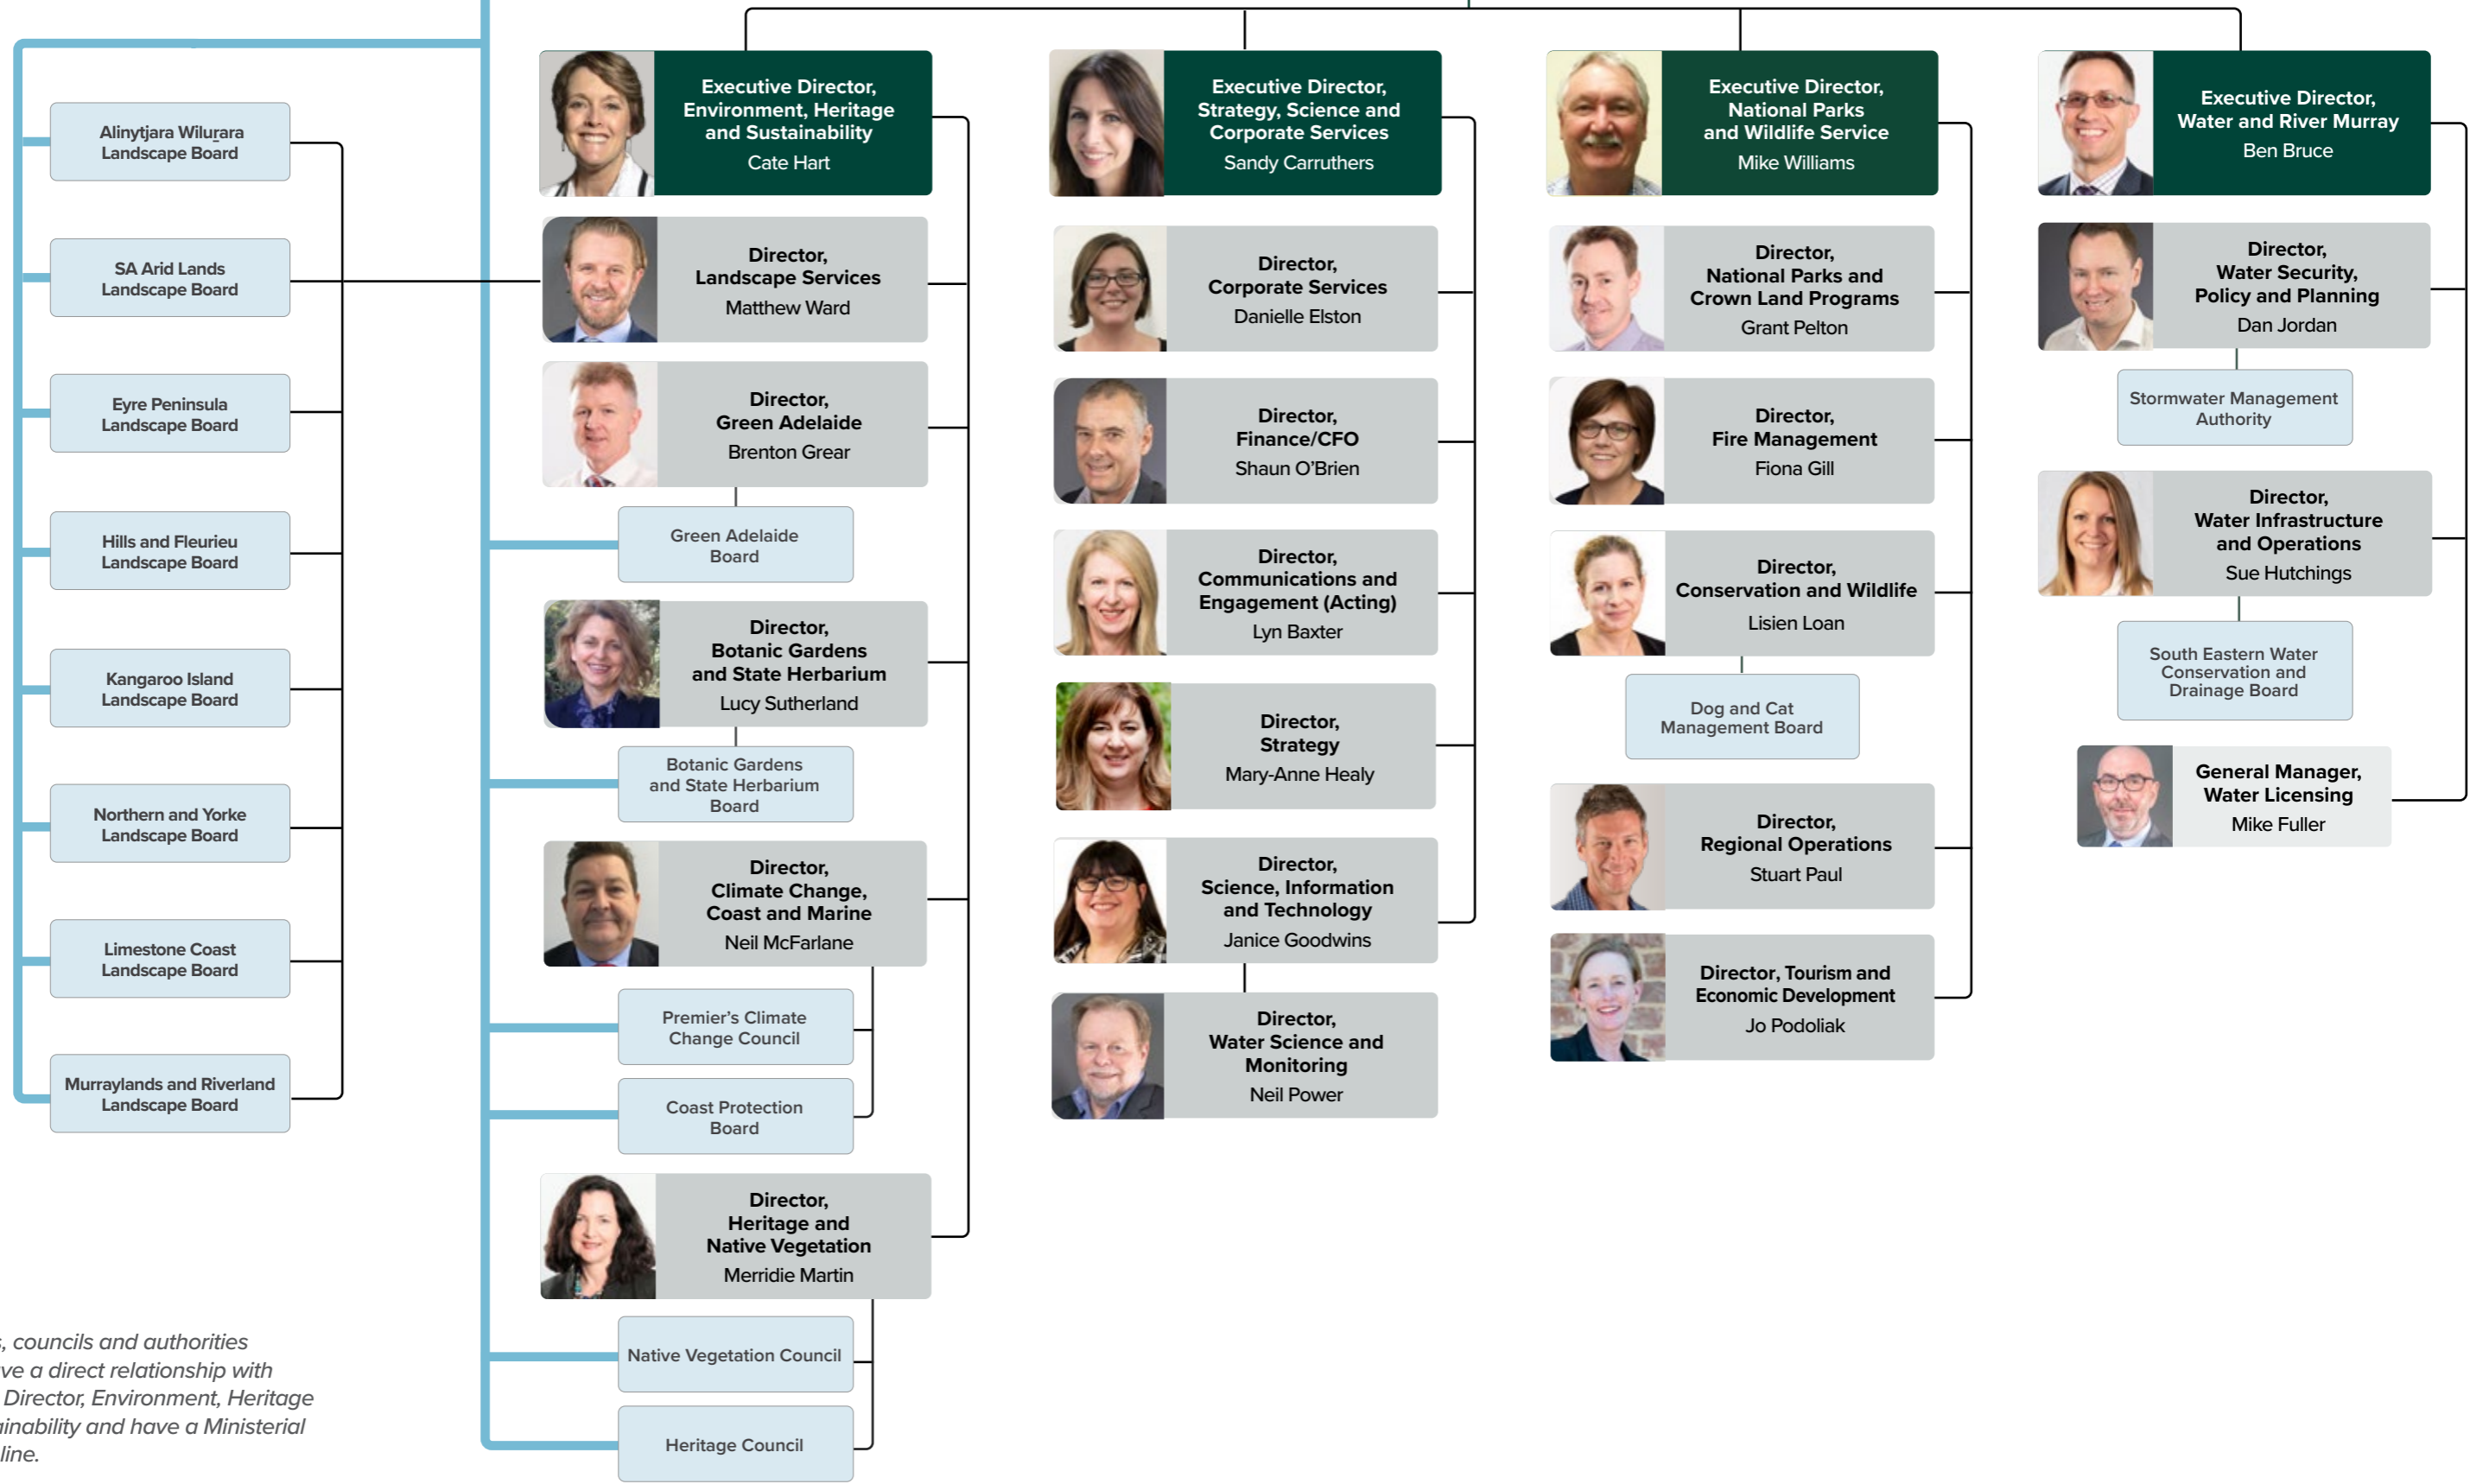 Alinytjara Wiluṟara
Landscape Board
SA Arid Lands
Landscape Board
Eyre Peninsula
Landscape Board
Hills and Fleurieu
Landscape Board
Kangaroo Island
Landscape Board
Northern and Yorke
Landscape Board
Limestone Coast
Landscape Board
Murraylands and Riverland
Landscape Board
councils and authorities
a direct relationship with
Director, Environment, Heritage
and have a Ministerial
line.
Executive Director,
Environment, Heritage
and Sustainability
Cate Hart
Director,
Landscape Services
Matthew Ward
Director,
Green Adelaide
Brenton Grear
Green Adelaide
Board
Director,
Botanic Gardens
and State Herbarium
Lucy Sutherland
Botanic Gardens
and State Herbarium
Board
Director,
Climate Change,
Coast and Marine
Neil McFarlane
Premier’s Climate
Change Council
Coast Protection
Board
Director,
Heritage and
Native Vegetation
Merridie Martin
Native Vegetation Council
Heritage Council
Executive Director,
Strategy, Science and
Corporate Services
Sandy Carruthers
Director,
Corporate Services
Danielle Elston
Director,
Finance/CFO
Shaun O’Brien
Director,
Communications and
Engagement (Acting)
Lyn Baxter
Director,
Strategy
Mary-Anne Healy
Director,
Science, Information
and Technology
Janice Goodwins
Director,
Water Science and
Monitoring
Neil Power
Executive Director,
National Parks
and Wildlife Service
Mike Williams
Director,
National Parks and
Crown Land Programs
Grant Pelton
Director,
Fire Management
Fiona Gill
Director,
Conservation and Wildlife
Lisien Loan
Dog and Cat
Management Board
Director,
Regional Operations
Stuart Paul
Director, Tourism and
Economic Development
Jo Podoliak
Executive Director,
Water and River Murray
Ben Bruce
Director,
Water Security,
Policy and Planning
Dan Jordan
Stormwater Management
Authority
Director,
Water Infrastructure
and Operations
Sue Hutchings
South Eastern Water
Conservation and
Drainage Board
General Manager,
Water Licensing
Mike Fuller